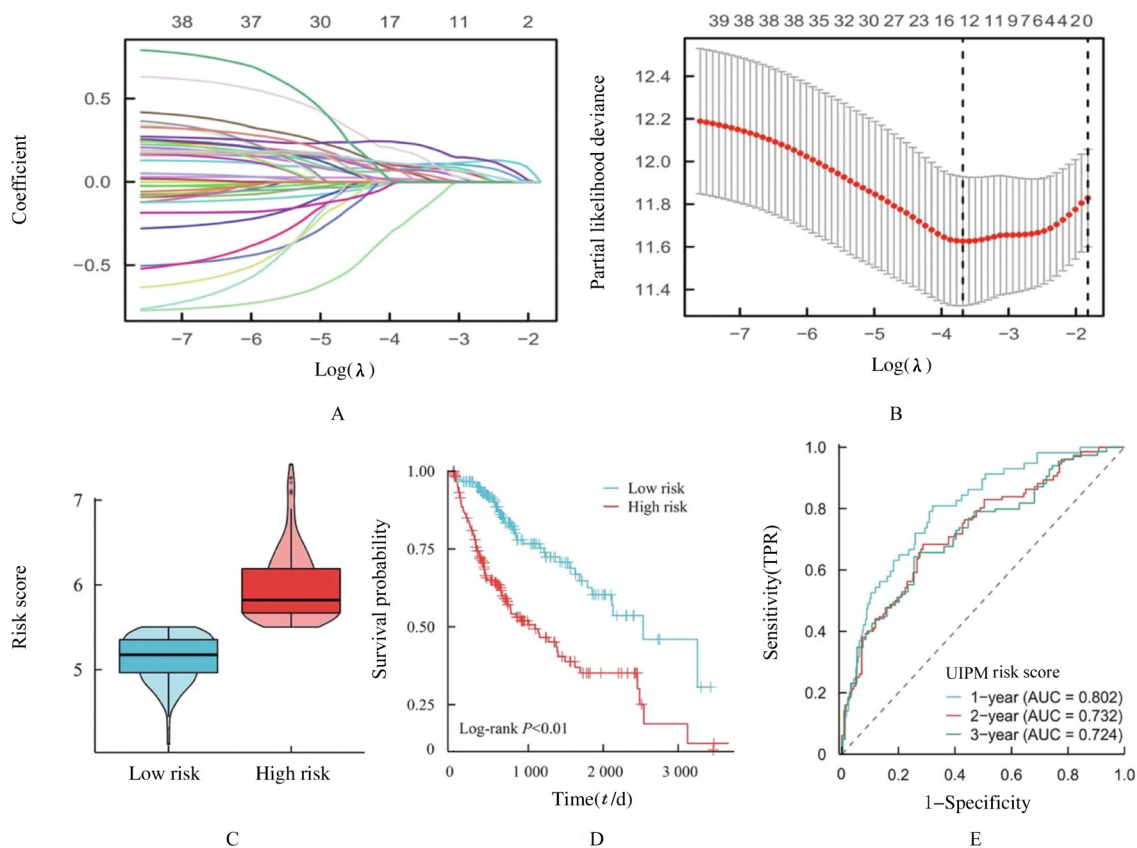 38 37 30 17 11 2
Coefficient
0.5
0.0
−0.5
−7 −6 −5 −4 −3 −2
Log(λ)
A
39 38 38 38 35 32 30 27 23 16 12 11 9 7 6 4 4 2 0
Partial likelihood deviance
12.4
12.2
12.0
11.8
11.6
11.4
−7 −6 −5 −4 −3 −2
Log(λ)
B
Risk score
7
6
5
Low risk High risk
C
Survival probability
1.00
0.75
0.50
0.25
0
Low risk
High risk
Log-rank P<0.01
0 1 000 2 000 3 000
Time(t/d)
D
Sensitivity(TPR)
1.0
0.8
0.6
0.4
0.2
0
UIPM risk score
1−year (AUC = 0.802)
2−year (AUC = 0.732)
3−year (AUC = 0.724)
0 0.2 0.4 0.6 0.8 1.0
1−Specificity
E